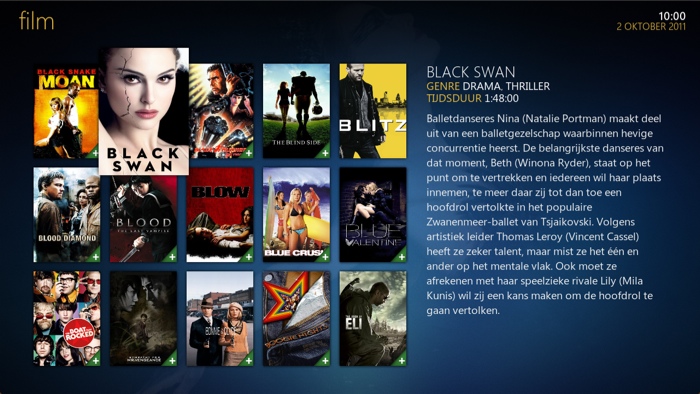 film
10:00
2 OKTOBER 2011
BLACK SNAKE
MOAN
BLACK
SWAN
THE BLIND SIDE
BLITZ
BLOOD DIAMOND
BLOOD
THE LAST VAMPIRE
BLOW
BLUE CRUSH
BLUE
VALENTINE
THE BOAT
THAT
ROCKED
BONNIE AND CLYDE
BOOGIE NIGHTS
ELI
BLACK SWAN
GENRE DRAMA. THRILLER
TIJDSDUUR 1:48:00
Balletdanseres Nina (Natalie Portman) maakt deel
uit van een balletgezelschap waarbinnen hevige
concurrentie heerst. De belangrijkste danseres van
dat moment, Beth (Winona Ryder), staat op het
punt om te vertrekken en iedereen wil haar plaats
innemen, te meer daar zij tot dan toe een
hoofdrol vertolkte in het populaire
Zwanenmeer-ballet van Tsjaikovski. Volgens
artistiek leider Thomas Leroy (Vincent Cassel)
heeft ze zeker talent, maar mist ze het één en
ander op het mentale vlak. Ook moet ze
afrekenen met haar speelzieke rivale Lily (Mila
Kunis) wil zij een kans maken om de hoofdrol te
gaan vertolken.